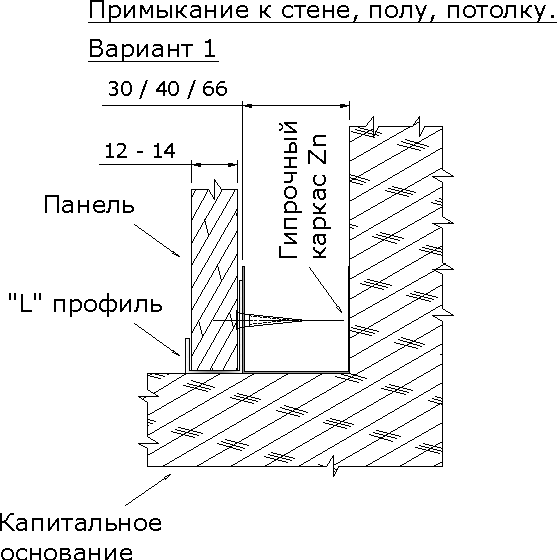 Примыкание к стене, полу, потолку.
Вариант 1
30 / 40 / 66
12 - 14
Гипрочный
каркас Zn
Панель
"L" профиль
Капитальное
основание